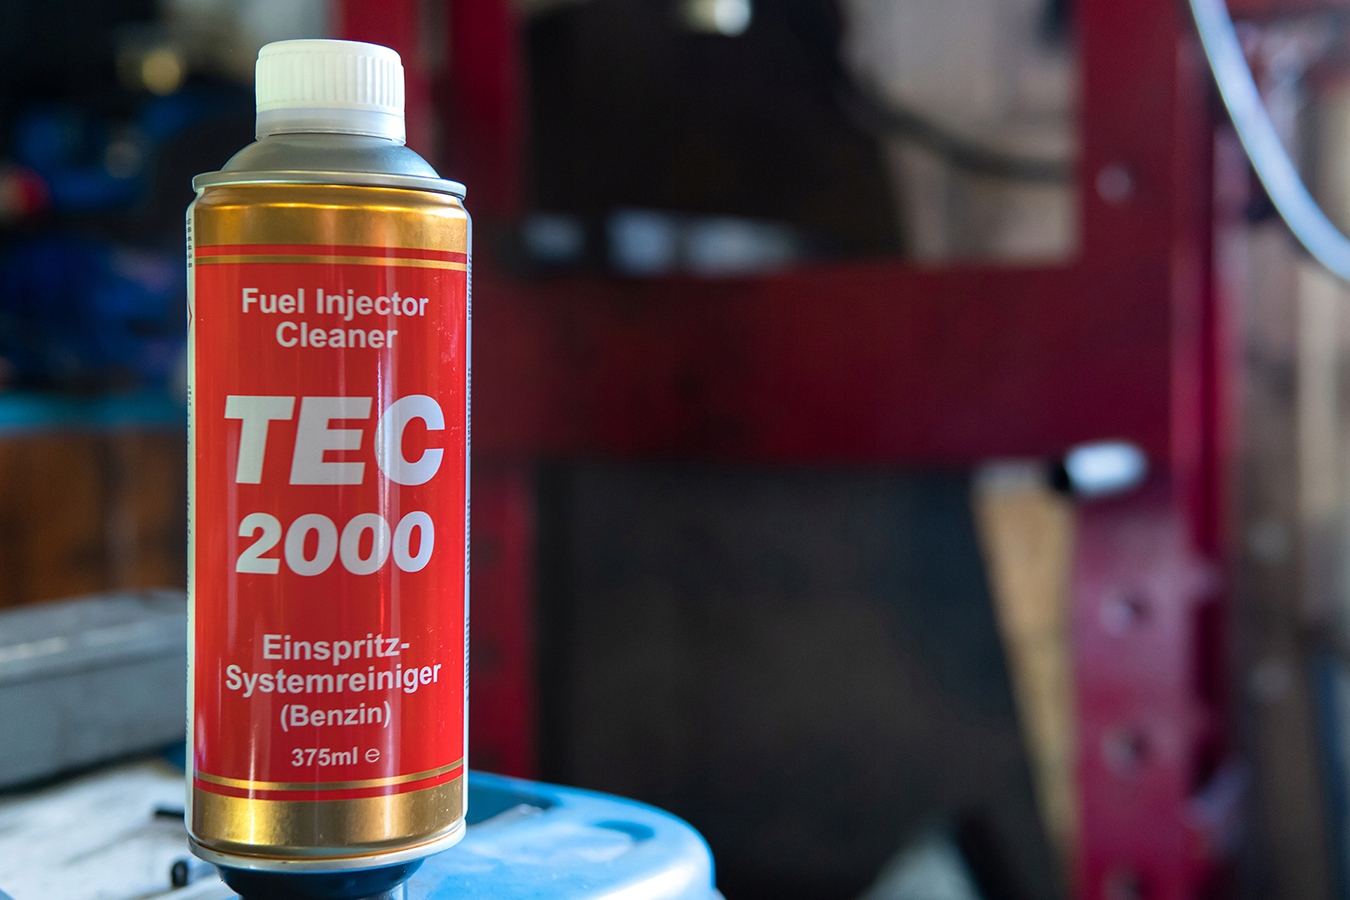 Fuel Injector
Cleaner
TEC
2000
Einspritz-
Systemreiniger
(Benzin)
375ml ℮